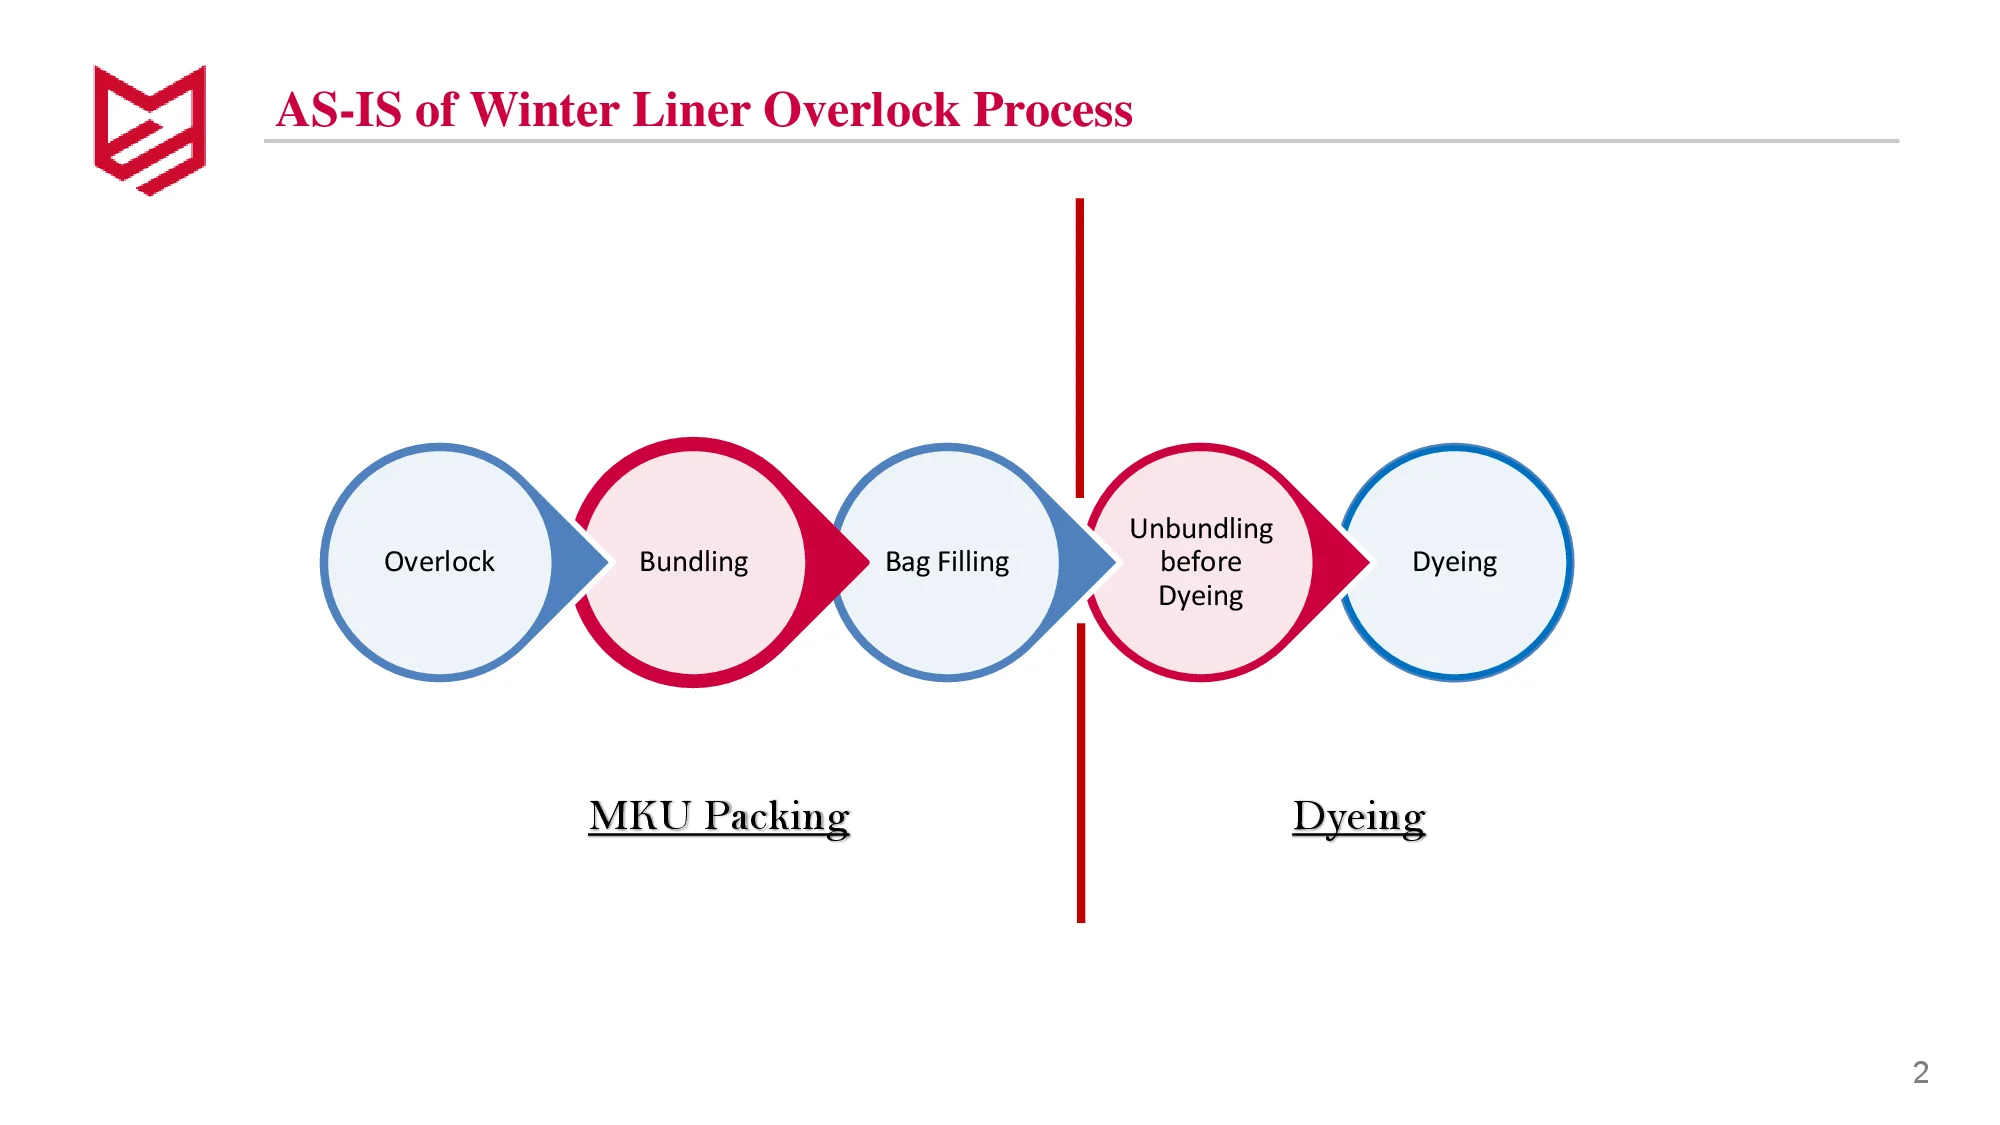 AS-IS of Winter Liner Overlock Process
Overlock
Bundling
Bag Filling
Unbundling
before
Dyeing
Dyeing
MKU Packing
Dyeing
2